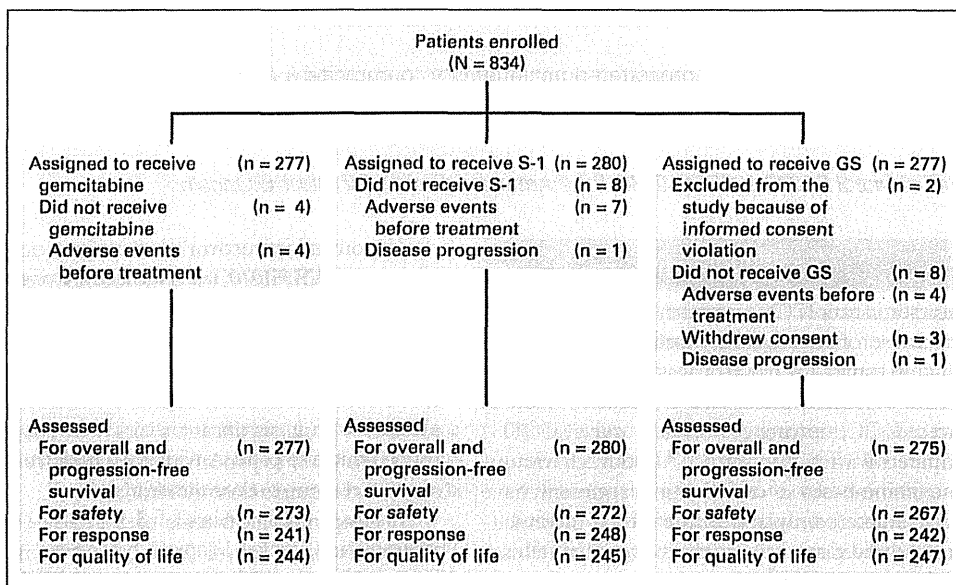 Patients enrolled
(N = 834)
Assigned to receive gemcitabine (n = 277)
Did not receive gemcitabine (n = 4)
Adverse events before treatment (n = 4)
Assigned to receive S-1 (n = 280)
Did not receive S-1 (n = 8)
Adverse events before treatment (n = 7)
Disease progression (n = 1)
Assigned to receive GS (n = 277)
Excluded from the study because of informed consent violation (n = 2)
Did not receive GS (n = 8)
Adverse events before treatment (n = 4)
Withdrew consent (n = 3)
Disease progression (n = 1)
Assessed
For overall and progression-free survival (n = 277)
For safety (n = 273)
For response (n = 241)
For quality of life (n = 244)
Assessed
For overall and progression-free survival (n = 280)
For safety (n = 272)
For response (n = 248)
For quality of life (n = 245)
Assessed
For overall and progression-free survival (n = 275)
For safety (n = 267)
For response (n = 242)
For quality of life (n = 247)